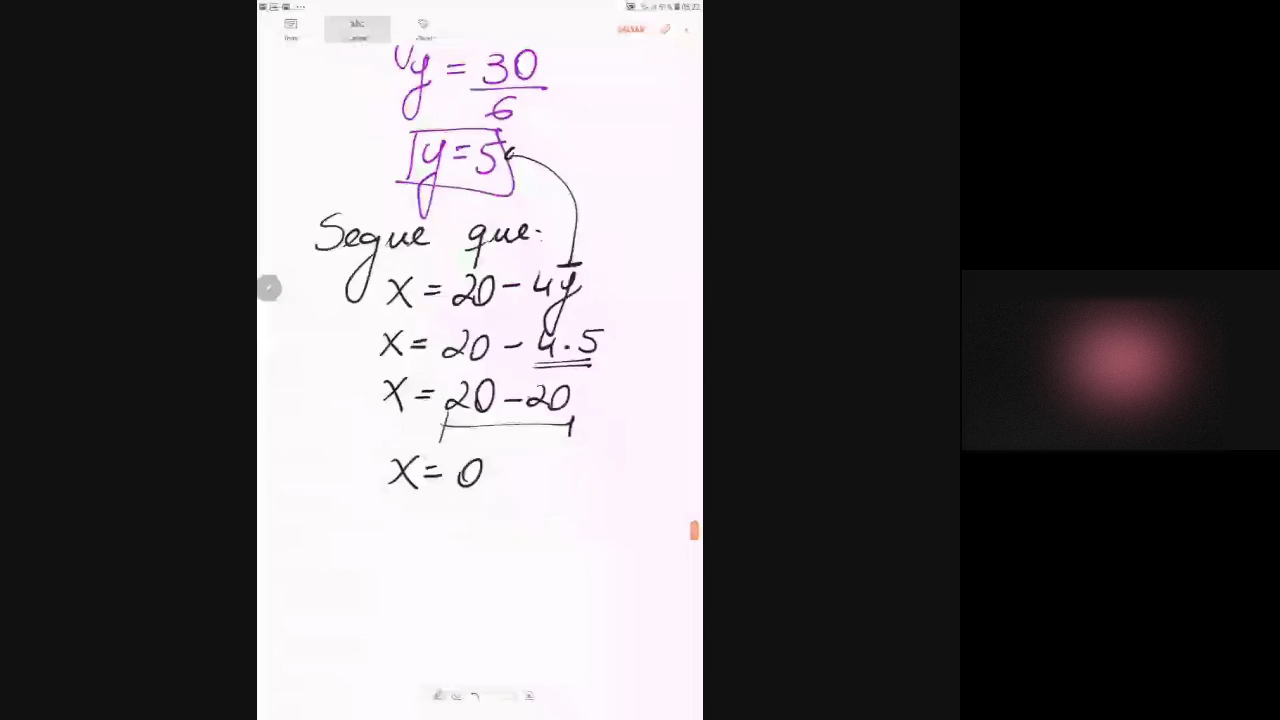 y = 30/6
y = 5
Segue que:
x = 20 - 4y
x = 20 - 4.5
x = 20 - 20
x = 0